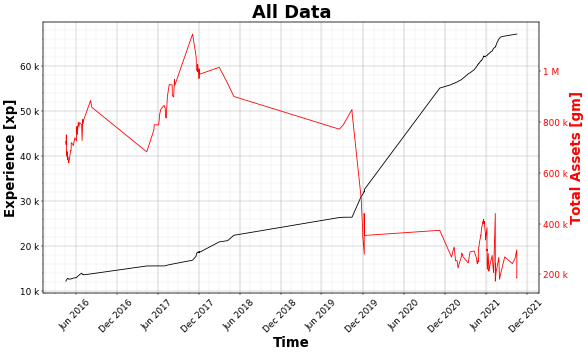 All Data
Experience [xp]
60 k
50 k
40 k
30 k
20 k
10 k
1 M
800 k
600 k
400 k
200 k
Total Assets [gm]
Jun 2016
Dec 2016
Jun 2017
Dec 2017
Jun 2018
Dec 2018
Jun 2019
Dec 2019
Jun 2020
Dec 2020
Jun 2021
Dec 2021
Time